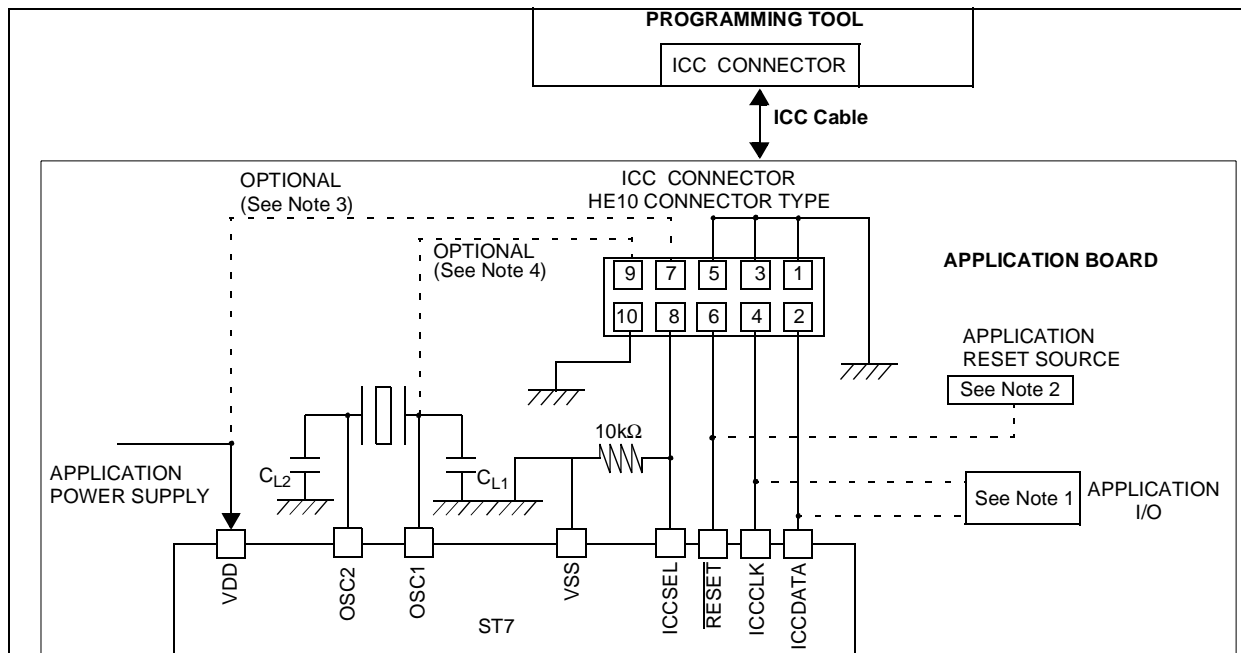 PROGRAMMING TOOL
ICC CONNECTOR
ICC Cable
OPTIONAL
(See Note 3)
ICC CONNECTOR
HE10 CONNECTOR TYPE
OPTIONAL
(See Note 4)
9 7 5 3 1
10 8 6 4 2
APPLICATION BOARD
APPLICATION
RESET SOURCE
See Note 2
10kΩ
CL2
CL1
APPLICATION
POWER SUPPLY
See Note 1
APPLICATION
I/O
VDD
OSC2
OSC1
VSS
ICCSEL
RESET
ICCCLK
ICCDATA
ST7